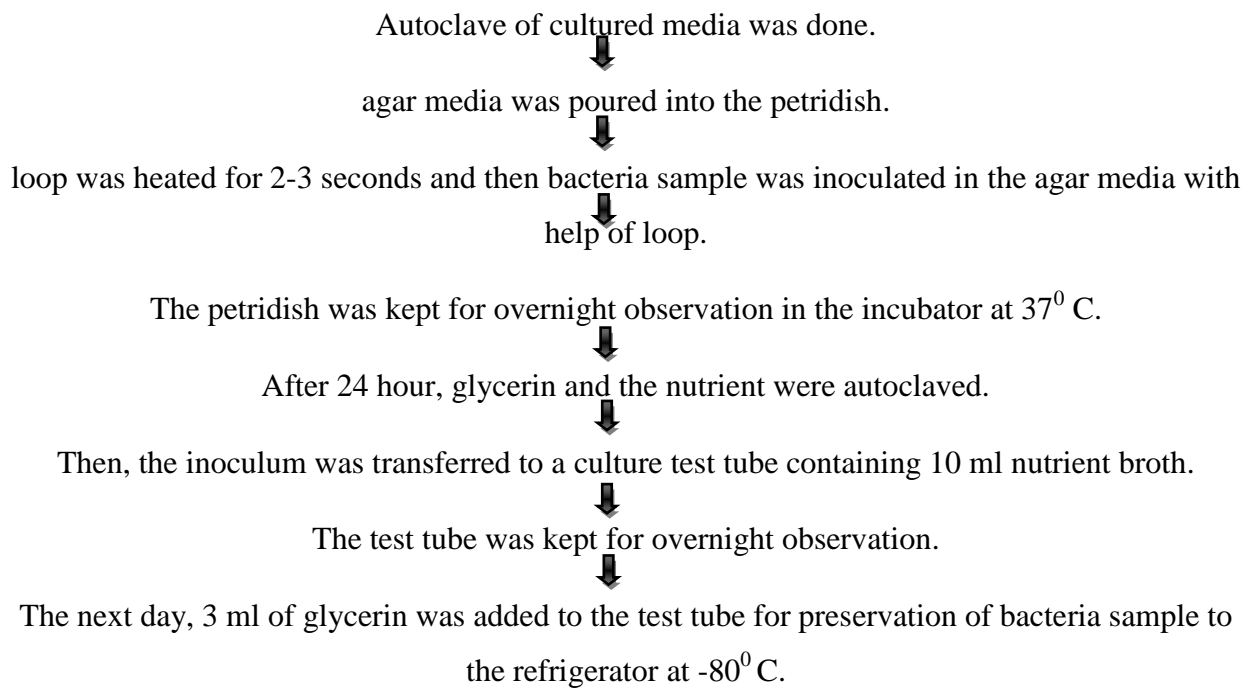 Autoclave of cultured media was done.
agar media was poured into the petridish.
loop was heated for 2-3 seconds and then bacteria sample was inoculated in the agar media with
help of loop.
The petridish was kept for overnight observation in the incubator at 37⁰ C.
After 24 hour, glycerin and the nutrient were autoclaved.
Then, the inoculum was transferred to a culture test tube containing 10 ml nutrient broth.
The test tube was kept for overnight observation.
The next day, 3 ml of glycerin was added to the test tube for preservation of bacteria sample to
the refrigerator at -80⁰ C.